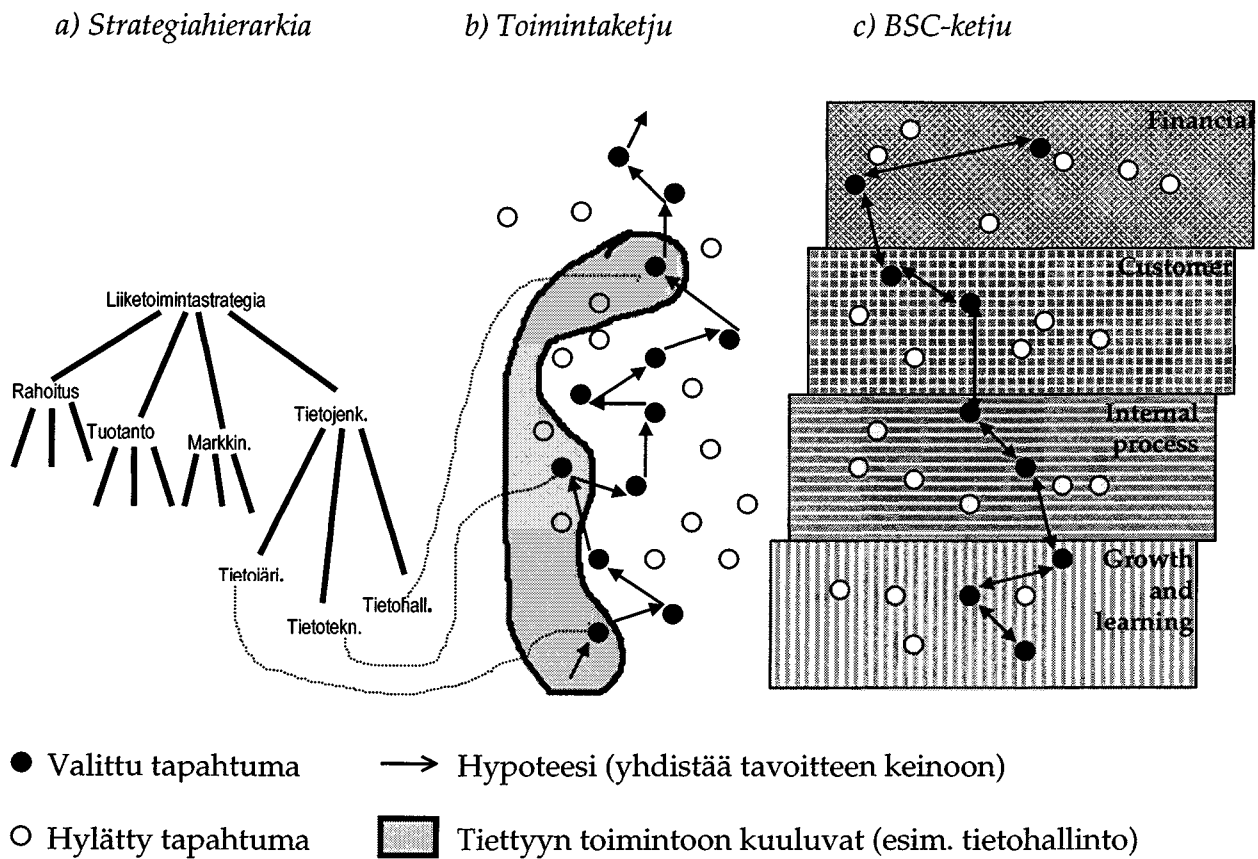 a) Strategiahierarkia
b) Toimintaketju
c) BSC-ketju
Liiketoimintastrategia
Rahoitus
Tuotanto
Markkin.
Tietojenk.
Tietojäri.
Tietotekn.
Tietohall.
Financial
Customer
Internal
process
Growth
and
learning
Valittu tapahtuma
Hypoteesi (yhdistää tavoitteen keinoon)
Hylätty tapahtuma
Tiettyyn toimintoon kuuluvat (esim. tietohallinto)